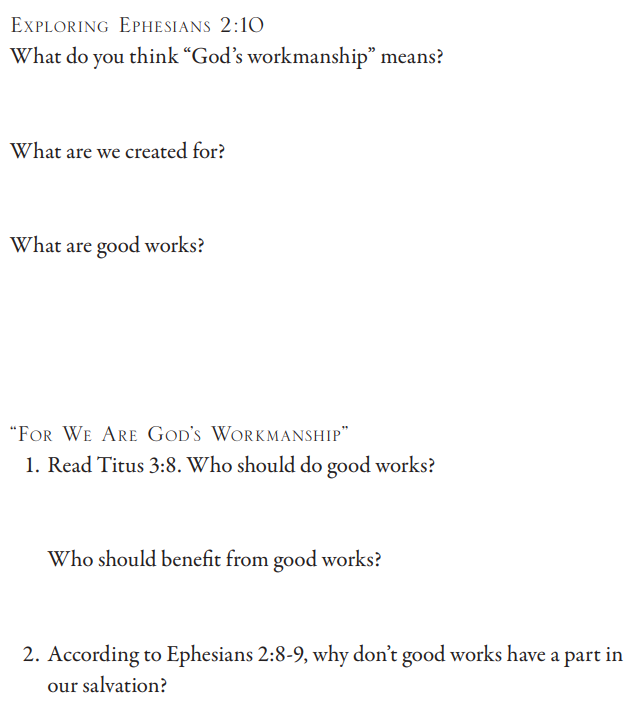 Exploring Ephesians 2:10
What do you think “God’s workmanship” means?
What are we created for?
What are good works?
“For We Are God’s Workmanship”
1. Read Titus 3:8. Who should do good works?
Who should benefit from good works?
2. According to Ephesians 2:8-9, why don’t good works have a part in
our salvation?